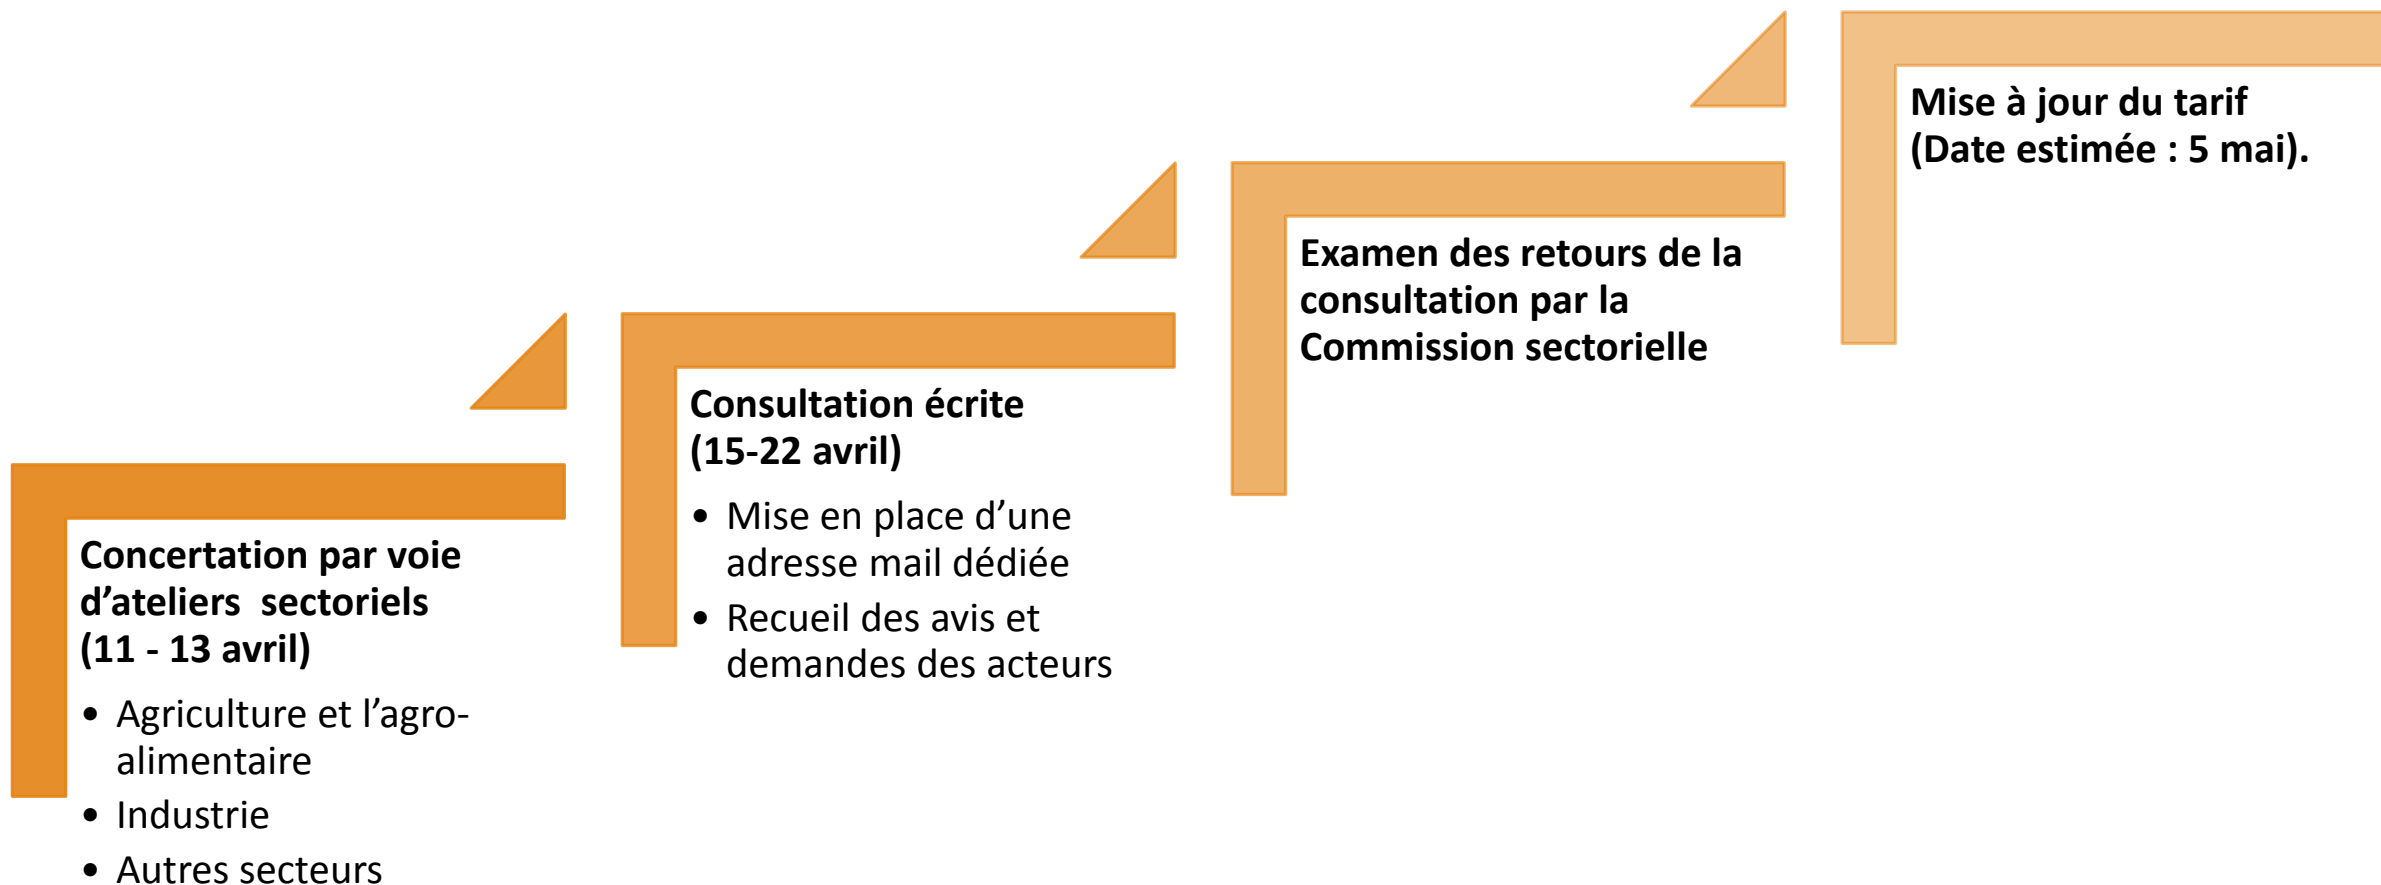 Concertation par voie
d’ateliers  sectoriels
(11 - 13 avril)
• Agriculture et l’agro-
alimentaire
• Industrie
• Autres secteurs
Consultation écrite
(15-22 avril)
• Mise en place d’une
adresse mail dédiée
• Recueil des avis et
demandes des acteurs
Examen des retours de la
consultation par la
Commission sectorielle
Mise à jour du tarif
(Date estimée : 5 mai).